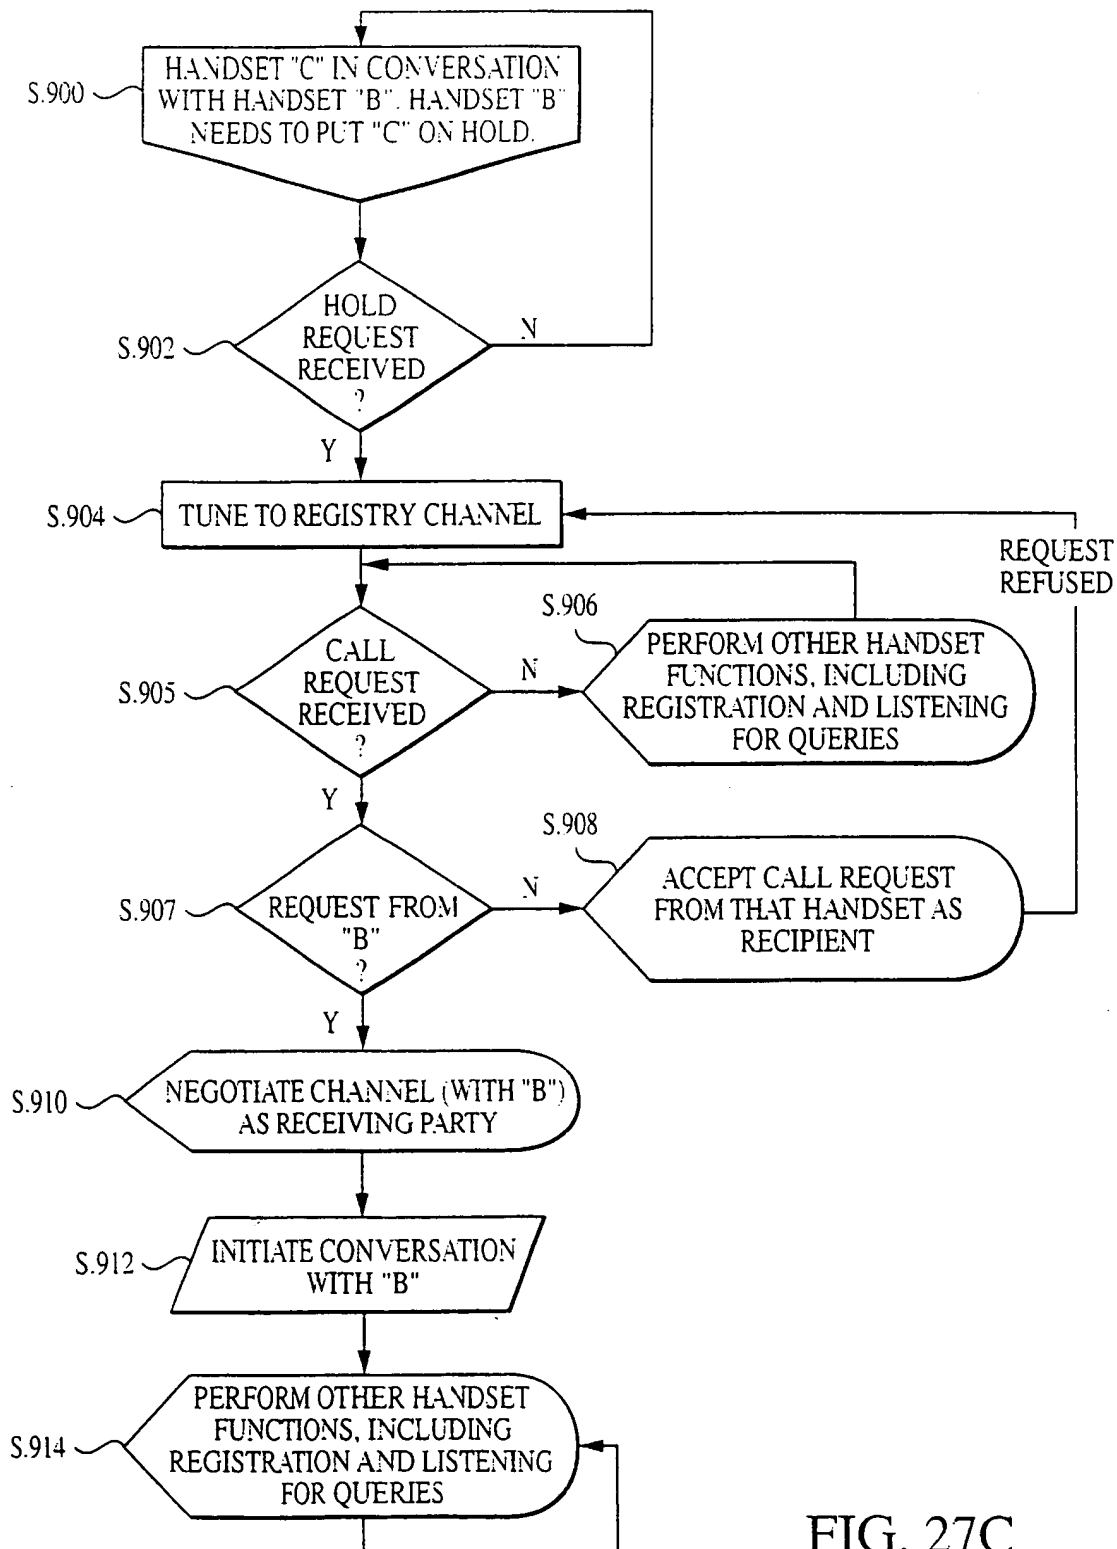 S.900
HANDSET "C" IN CONVERSATION
WITH HANDSET "B". HANDSET "B"
NEEDS TO PUT "C" ON HOLD.
S.902
HOLD
REQUEST
RECEIVED
?
N
Y
S.904
TUNE TO REGISTRY CHANNEL
REQUEST
REFUSED
S.905
CALL
REQUEST
RECEIVED
?
N
Y
S.906
PERFORM OTHER HANDSET
FUNCTIONS, INCLUDING
REGISTRATION AND LISTENING
FOR QUERIES
S.907
REQUEST FROM
"B"
?
N
Y
S.908
ACCEPT CALL REQUEST
FROM THAT HANDSET AS
RECIPIENT
S.910
NEGOTIATE CHANNEL (WITH "B")
AS RECEIVING PARTY
S.912
INITIATE CONVERSATION
WITH "B"
S.914
PERFORM OTHER HANDSET
FUNCTIONS, INCLUDING
REGISTRATION AND LISTENING
FOR QUERIES
FIG. 27C